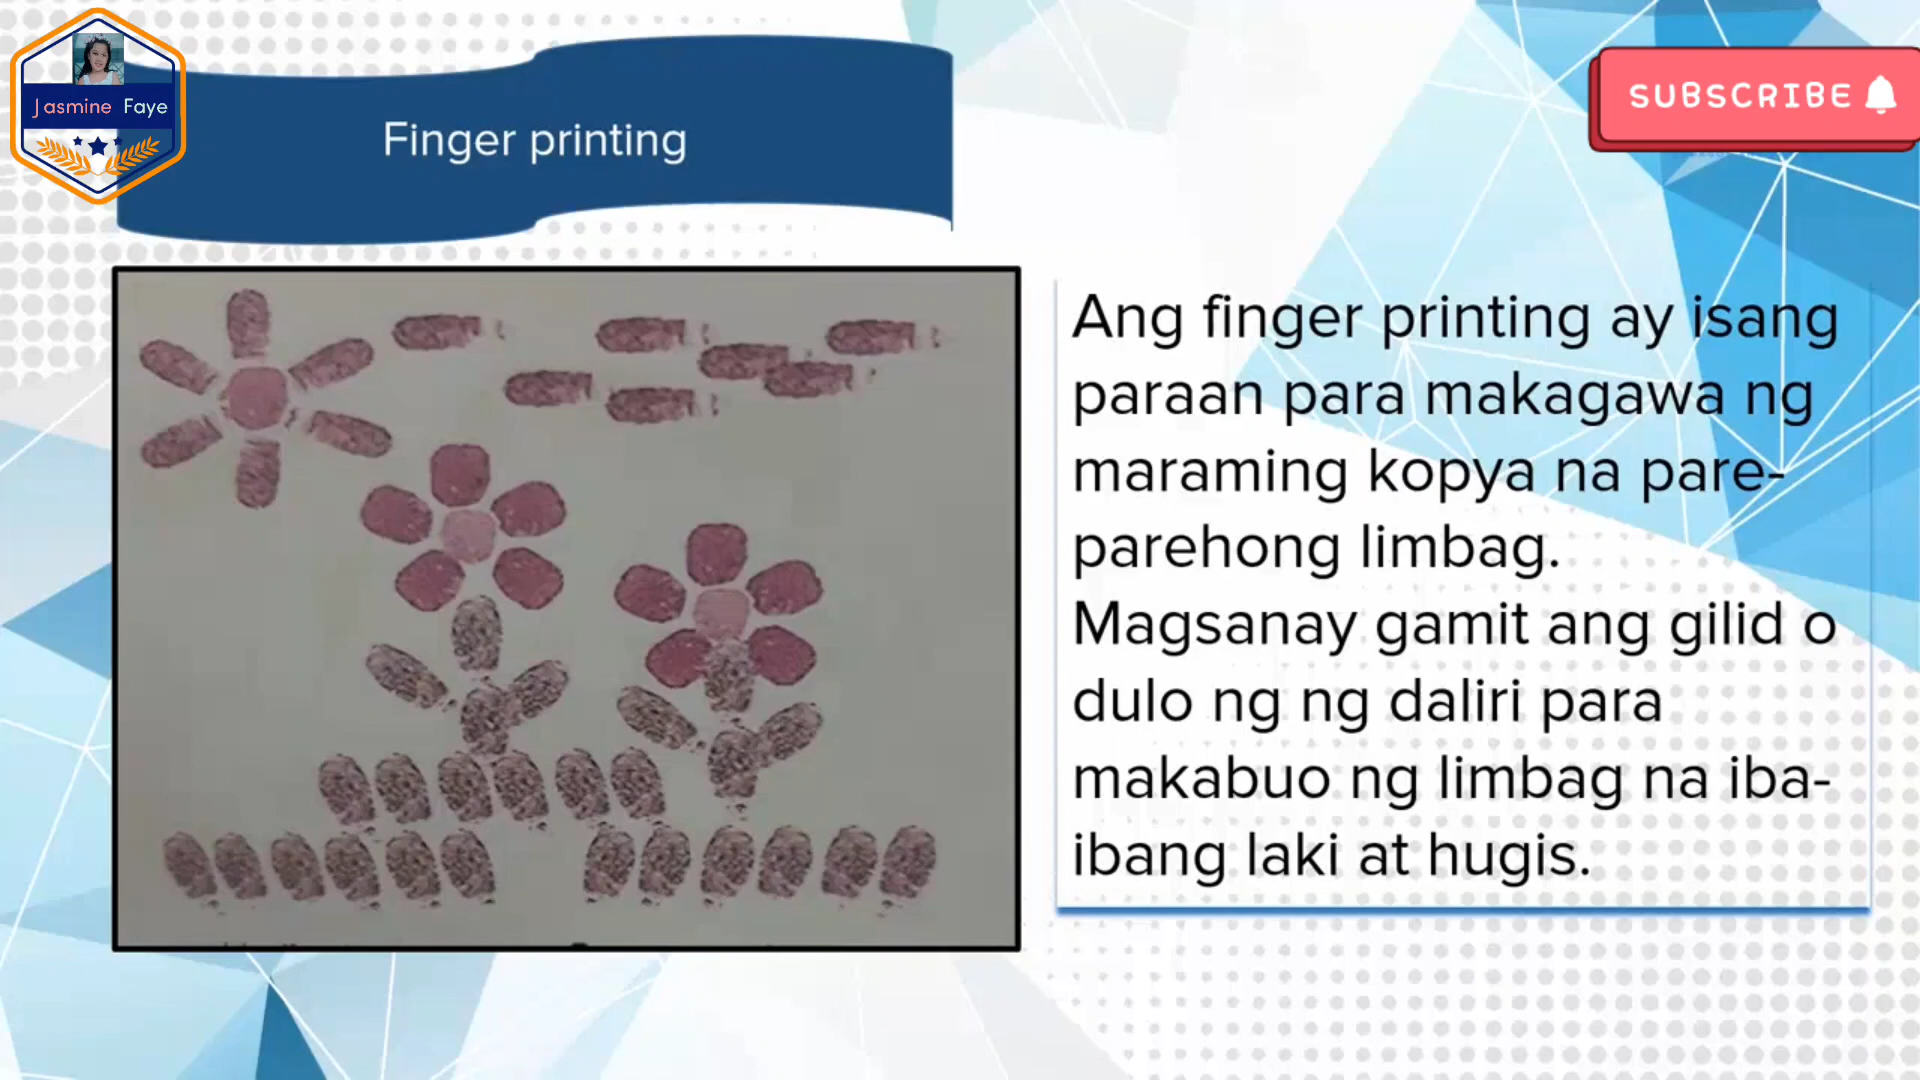 Jasmine Faye
Finger printing
SUBSCRIBE
Ang finger printing ay isang
paraan para makagawa ng
maraming kopya na pare-
parehong limbag.
Magsanay gamit ang gilid o
dulo ng ng daliri para
makabuo ng limbag na iba-
ibang laki at hugis.